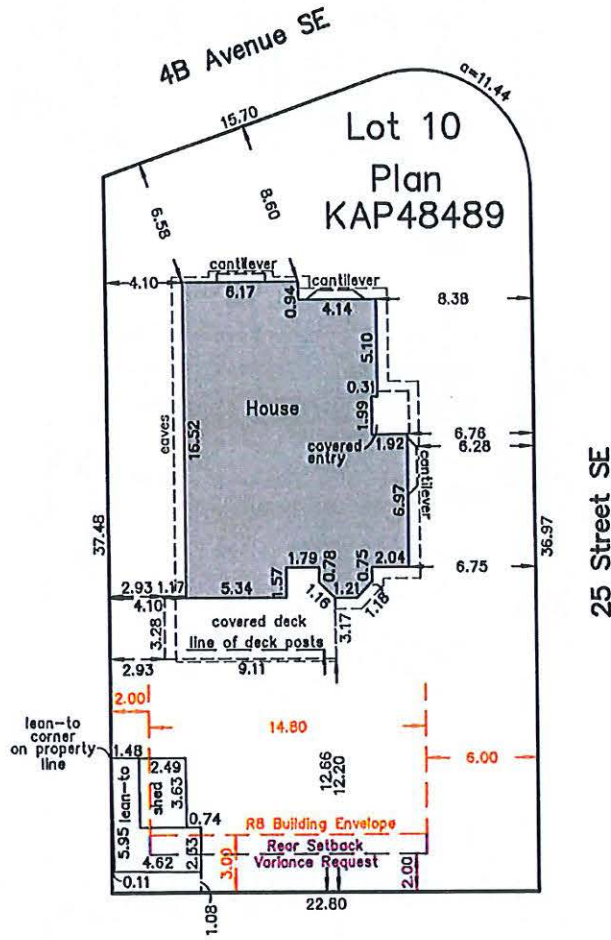 4B Avenue SE
a=11.44
15.70
Lot 10
Plan
KAP48489
6.58
8.60
cantilever
cantilever
4.10
6.17
0.94
4.14
8.38
5.10
0.31
House
1.99
eaves
16.52
covered
entry
1.92
6.76
6.28
cantilever
6.97
37.48
36.97
25 Street SE
1.79
0.78
0.75
2.04
6.75
2.93
1.17
5.34
1.57
1.16
1.21
1.18
4.10
3.28
covered deck
3.17
line of deck posts
2.93
9.11
2.00
14.80
lean-to
corner
on property
line
1.48
6.00
2.49
3.63
shed
lean-to
5.95
12.66
12.20
0.74
R8 Building Envelope
2.53
Rear Setback
4.62
3.00
Variance Request
2.00
0.11
1.08
22.80